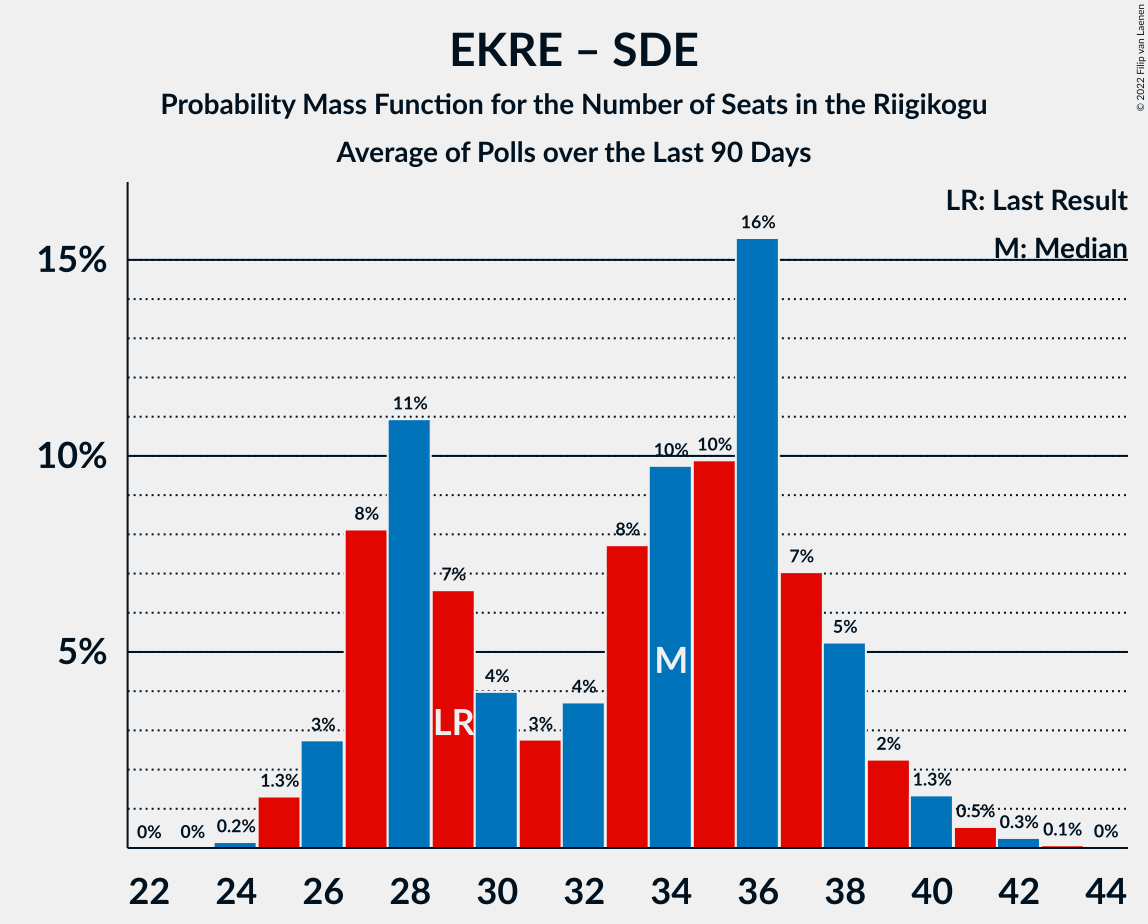 © 2022 Filip van Laenen
EKRE – SDE
Probability Mass Function for the Number of Seats in the Riigikogu
Average of Polls over the Last 90 Days
LR: Last Result
M: Median
15%
10%
5%
0%
0%
0.2%
1.3%
3%
8%
11%
7%
4%
3%
4%
8%
10%
10%
16%
7%
5%
2%
1.3%
0.5%
0.3%
0.1%
0%
LR
M
22 24 26 28 30 32 34 36 38 40 42 44